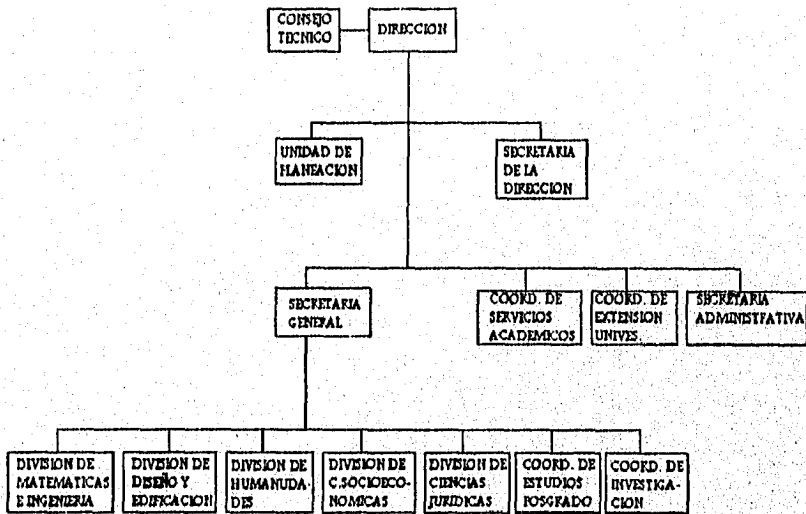 CONSEJO
TECNICO
DIRECCION
UNIDAD DE
PLANEACION
SECRETARIA
DE LA
DIRECCION
SECRETARIA
GENERAL
COORD. DE
SERVICIOS
ACADEMICOS
COORD. DE
EXTENSION
UNIVES.
SECRETARIA
ADMINISTRATIVA
DIVISION DE
MATEMATICAS
E INGENIERIA
DIVISION DE
DISEÑO Y
EDIFICACION
DIVISION DE
HUMANUDA-
DES
DIVISION DE
C.SOCIOECO-
NOMICAS
DIVISION DE
CIENCIAS
JURIDICAS
COORD. DE
ESTUDIOS
POSGRADO
COORD. DE
INVESTIGA-
CION